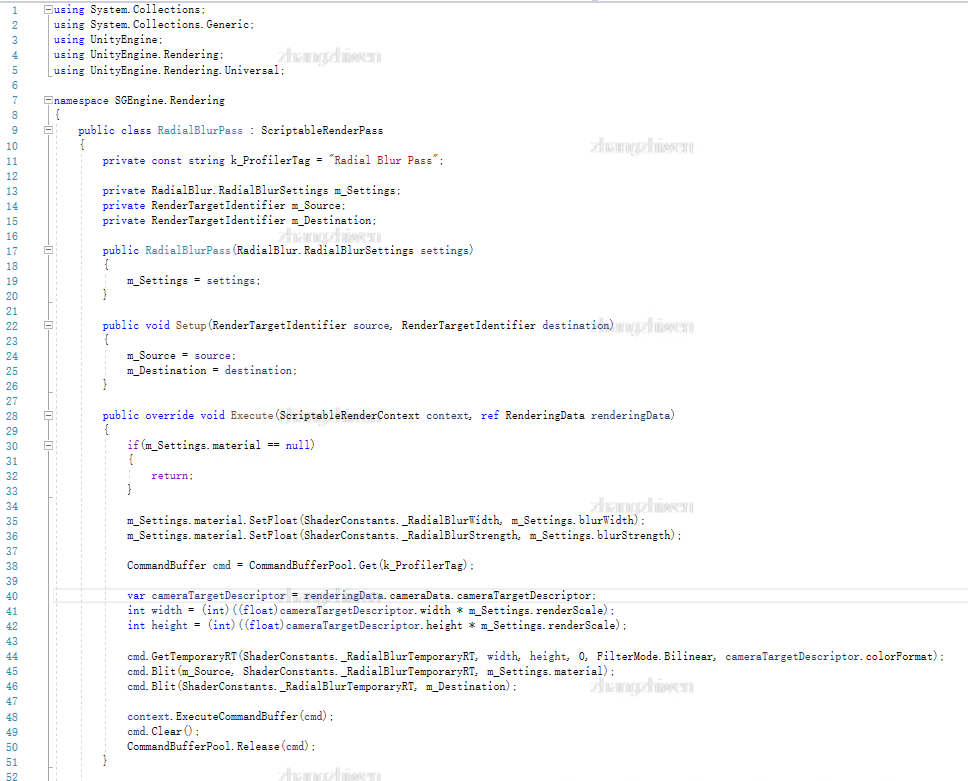 1 using System.Collections;
2 using System.Collections.Generic;
3 using UnityEngine;
4 using UnityEngine.Rendering;
zhangzhiwen
5 using UnityEngine.Rendering.Universal;
6
7 namespace SGEngine.Rendering
8 {
9 public class RadialBlurPass : ScriptableRenderPass
10 {
zhangzhiwen
11 private const string k_ProfilerTag = "Radial Blur Pass";
12
13 private RadialBlur.RadialBlurSettings m_Settings;
14 private RenderTargetIdentifier m_Source;
15 private RenderTargetIdentifier m_Destination;
16
zhangzhiwen
17 public RadialBlurPass(RadialBlur.RadialBlurSettings settings)
18 {
19 m_Settings = settings;
20 }
21
22 public void Setup(RenderTargetIdentifier source, RenderTargetIdentifier destination)
zhangzhiwen
23 {
24 m_Source = source;
25 m_Destination = destination;
26 }
27
28 public override void Execute(ScriptableRenderContext context, ref RenderingData renderingData)
zhangzhiwen
29 {
30 if(m_Settings.material == null)
31 {
32 return;
33 }
34
zhangzhiwen
35 m_Settings.material.SetFloat(ShaderConstants._RadialBlurWidth, m_Settings.blurWidth);
36 m_Settings.material.SetFloat(ShaderConstants._RadialBlurStrength, m_Settings.blurStrength);
37
38 CommandBuffer cmd = CommandBufferPool.Get(k_ProfilerTag);
39
40 var cameraTargetDescriptor = renderingData.cameraData.cameraTargetDescriptor;
zhangzhiwen
41 int width = (int)((float)cameraTargetDescriptor.width * m_Settings.renderScale);
42 int height = (int)((float)cameraTargetDescriptor.height * m_Settings.renderScale);
43
44 cmd.GetTemporaryRT(ShaderConstants._RadialBlurTemporaryRT, width, height, 0, FilterMode.Bilinear, cameraTargetDescriptor.colorFormat);
45 cmd.Blit(m_Source, ShaderConstants._RadialBlurTemporaryRT, m_Settings.material);
46 cmd.Blit(ShaderConstants._RadialBlurTemporaryRT, m_Destination);
zhangzhiwen
47
48 context.ExecuteCommandBuffer(cmd);
49 cmd.Clear();
50 CommandBufferPool.Release(cmd);
51 }
52
zhangzhiwen